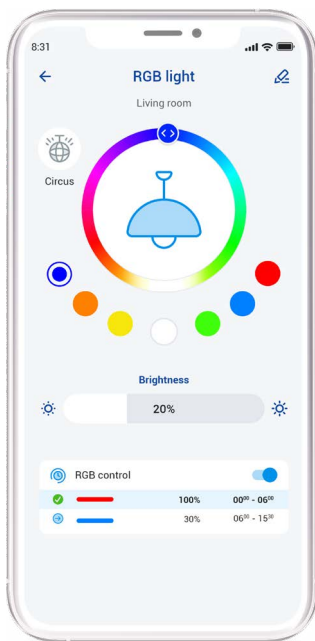 8:31
RGB light
Living room
Circus
Brightness
20%
RGB control
100% 00⁰⁰ - 06⁰⁰
30% 06⁰⁰ - 15³⁰